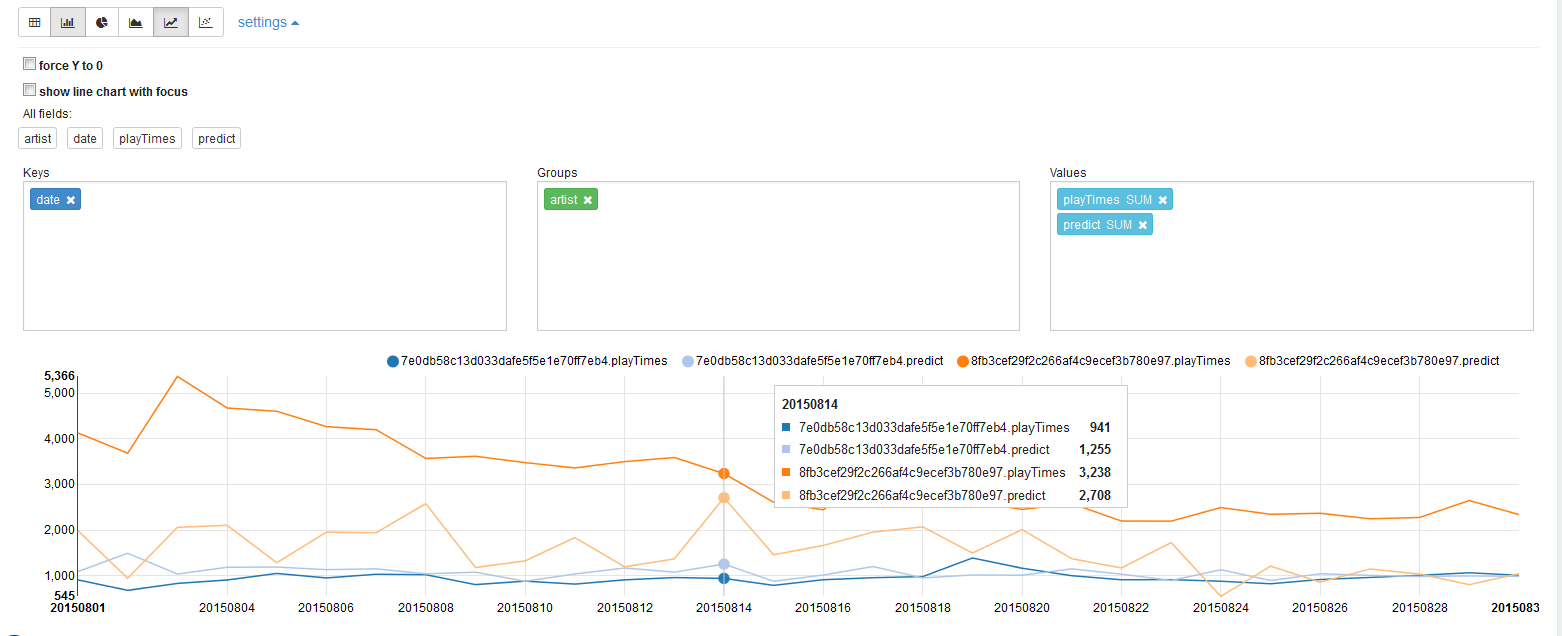 settings
force Y to 0
show line chart with focus
All fields:
artist date playTimes predict
Keys Groups Values
date × artist × playTimes SUM ×
predict SUM ×
7e0db58c13d033dafe5f5e1e70ff7eb4.playTimes 7e0db58c13d033dafe5f5e1e70ff7eb4.predict 8fb3cef29f2c266af4c9ecef3b780e97.playTimes 8fb3cef29f2c266af4c9ecef3b780e97.predict
5,366
5,000
4,000
3,000
2,000
1,000
545
20150814
7e0db58c13d033dafe5f5e1e70ff7eb4.playTimes 941
7e0db58c13d033dafe5f5e1e70ff7eb4.predict 1,255
8fb3cef29f2c266af4c9ecef3b780e97.playTimes 3,238
8fb3cef29f2c266af4c9ecef3b780e97.predict 2,708
20150801 20150804 20150806 20150808 20150810 20150812 20150814 20150816 20150818 20150820 20150822 20150824 20150826 20150828 2015083